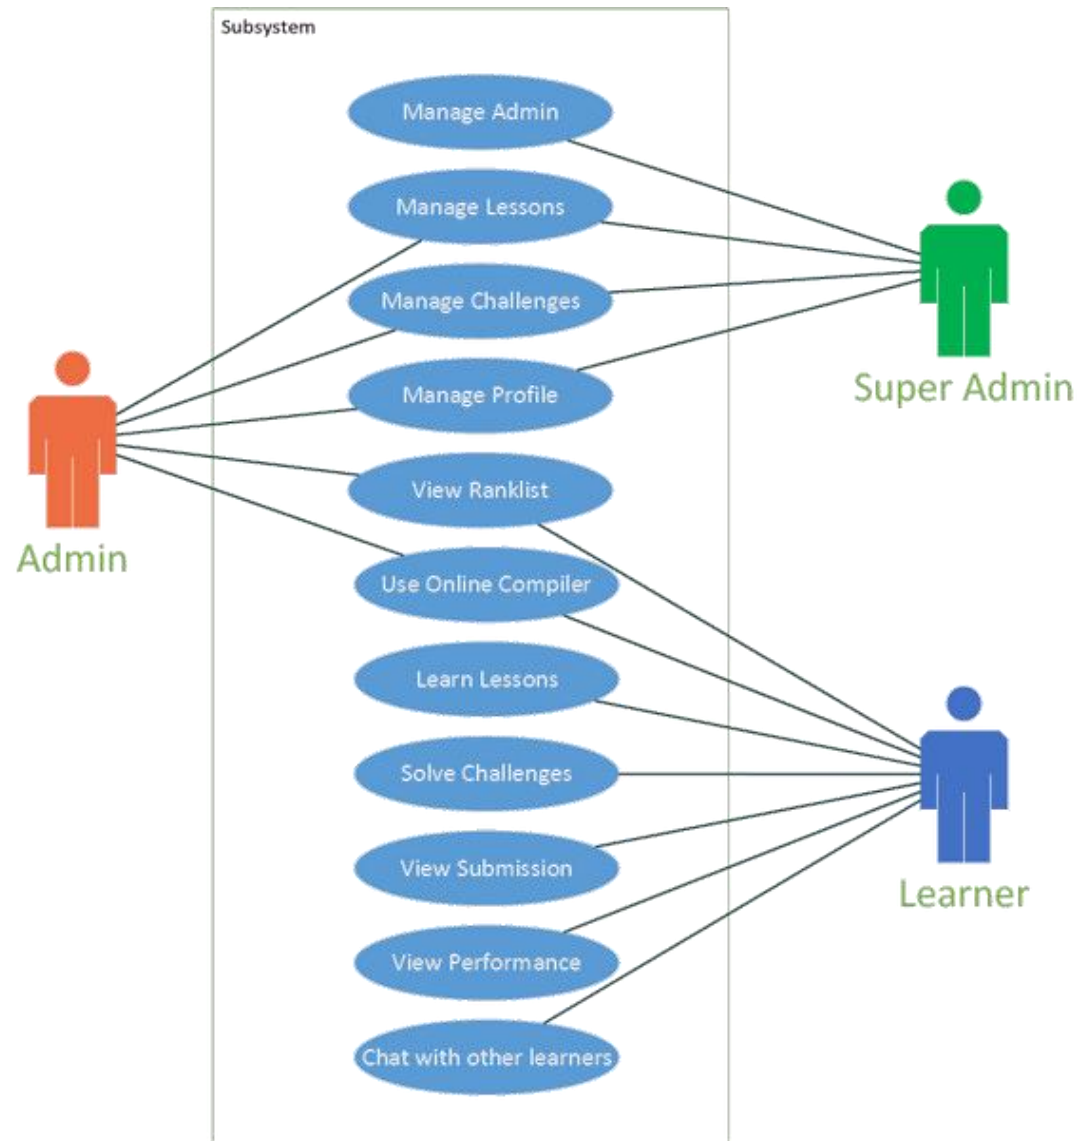 Subsystem
Manage Admin
Manage Lessons
Manage Challenges
Super Admin
Manage Profile
View Ranklist
Admin
Use Online Compiler
Learn Lessons
Solve Challenges
View Submission
Learner
View Performance
Chat with other learners